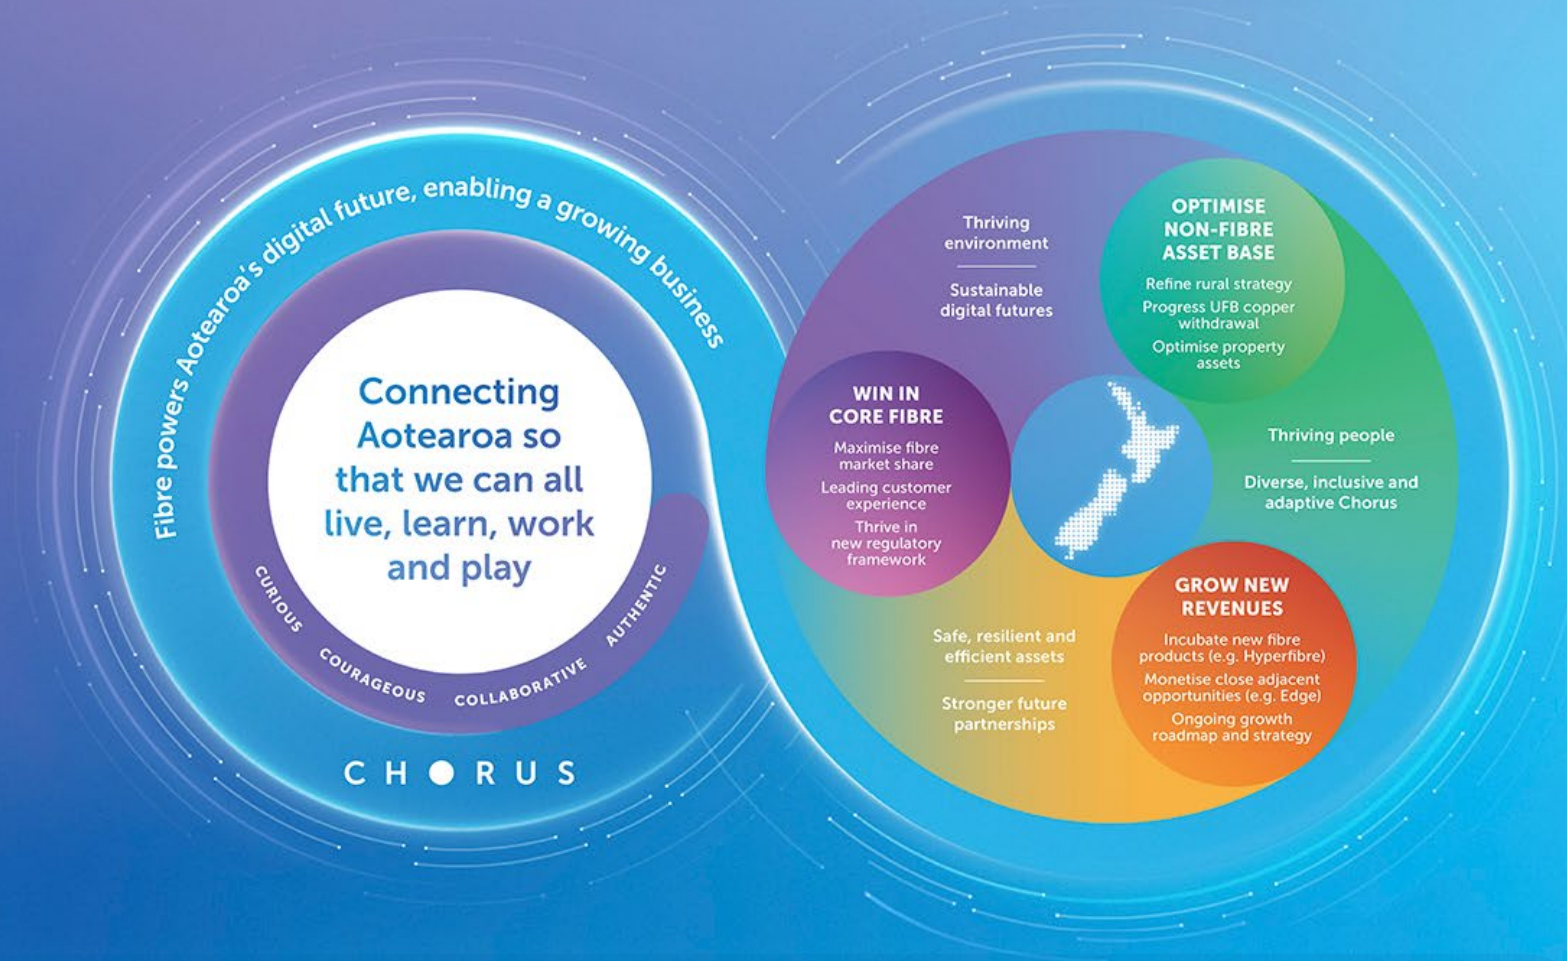 Fibre powers Aotearoa's digital future, enabling a growing business
Connecting
Aotearoa so
that we can all
live, learn, work
and play
CURIOUS
COURAGEOUS
COLLABORATIVE
AUTHENTIC
CHORUS
Thriving
environment
Sustainable
digital futures
OPTIMISE
NON-FIBRE
ASSET BASE
Refine rural strategy
Progress UFB copper
withdrawal
Optimise property
assets
WIN IN
CORE FIBRE
Maximise fibre
market share
Leading customer
experience
Thrive in
new regulatory
framework
Thriving people
Diverse, inclusive and
adaptive Chorus
Safe, resilient and
efficient assets
Stronger future
partnerships
GROW NEW
REVENUES
Incubate new fibre
products (e.g. Hyperfibre)
Monetise close adjacent
opportunities (e.g. Edge)
Ongoing growth
roadmap and strategy